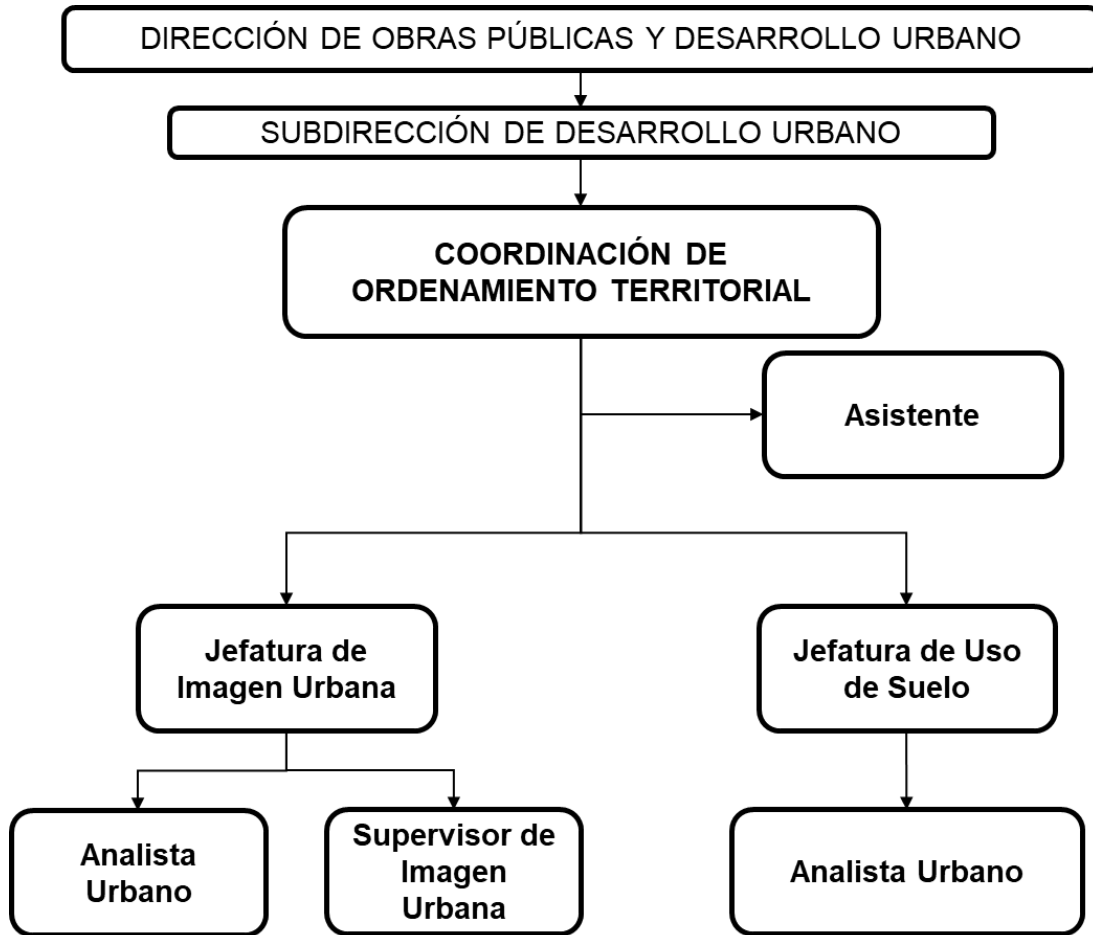 DIRECCIÓN DE OBRAS PÚBLICAS Y DESARROLLO URBANO
SUBDIRECCIÓN DE DESARROLLO URBANO
COORDINACIÓN DE
ORDENAMIENTO TERRITORIAL
Asistente
Jefatura de
Imagen Urbana
Jefatura de Uso
de Suelo
Analista
Urbano
Supervisor de
Imagen
Urbana
Analista Urbano